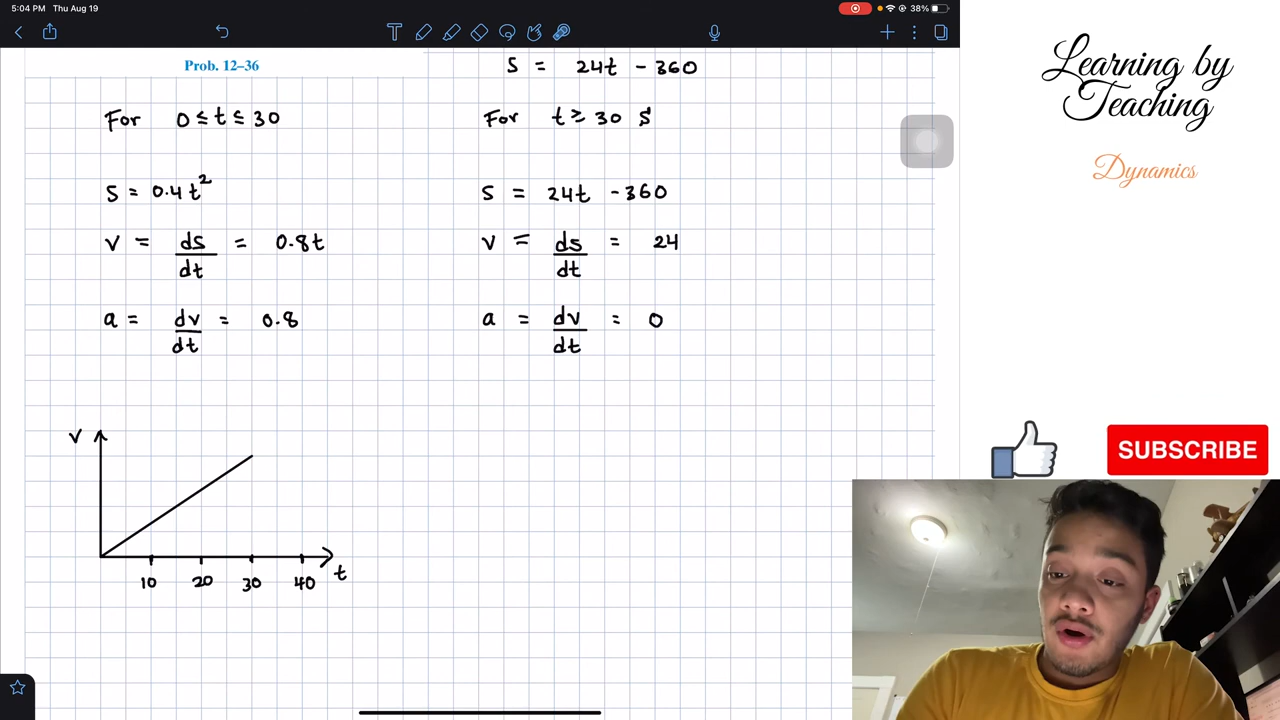 5:04 PM Thu Aug 19
38%
T
Prob. 12–36
S = 24t - 360
For 0 ≤ t ≤ 30
For t ≥ 30 s
S = 0.4t²
S = 24t - 360
v = ds/dt = 0.8t
v = ds/dt = 24
a = dv/dt = 0.8
a = dv/dt = 0
v
10 20 30 40 t
Learning by
Teaching
Dynamics
SUBSCRIBE